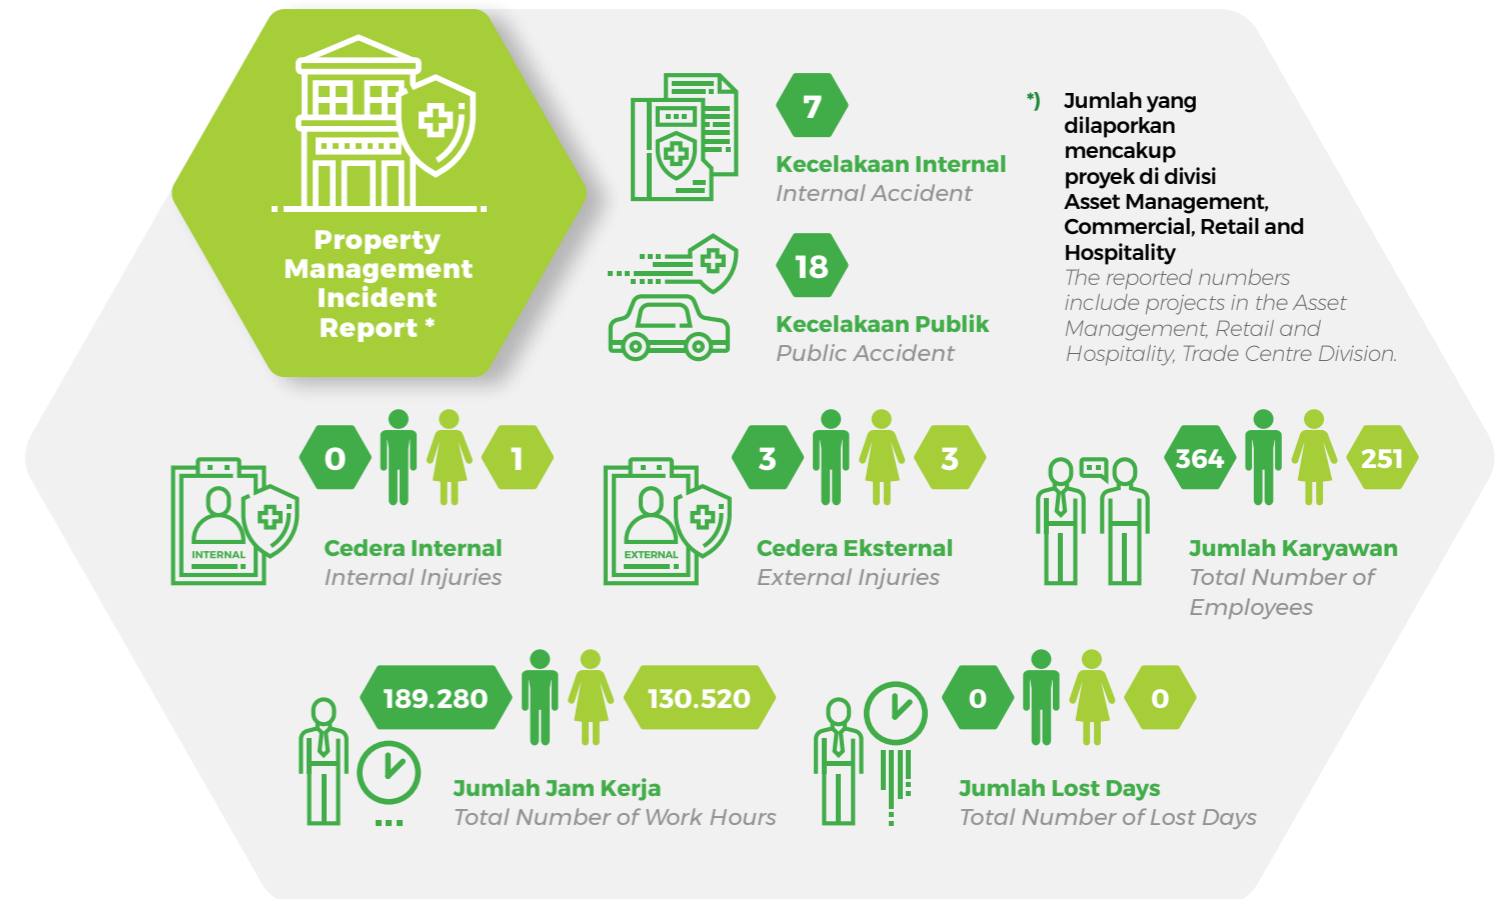 Property
Management
Incident
Report *
7
Kecelakaan Internal
Internal Accident
18
Kecelakaan Publik
Public Accident
*) Jumlah yang
dilaporkan
mencakup
proyek di divisi
Asset Management,
Commercial, Retail and
Hospitality
The reported numbers
include projects in the Asset
Management, Retail and
Hospitality, Trade Centre Division.
INTERNAL
0 1
Cedera Internal
Internal Injuries
EXTERNAL
3 3
Cedera Eksternal
External Injuries
364 251
Jumlah Karyawan
Total Number of
Employees
189.280 130.520
Jumlah Jam Kerja
Total Number of Work Hours
0 0
Jumlah Lost Days
Total Number of Lost Days